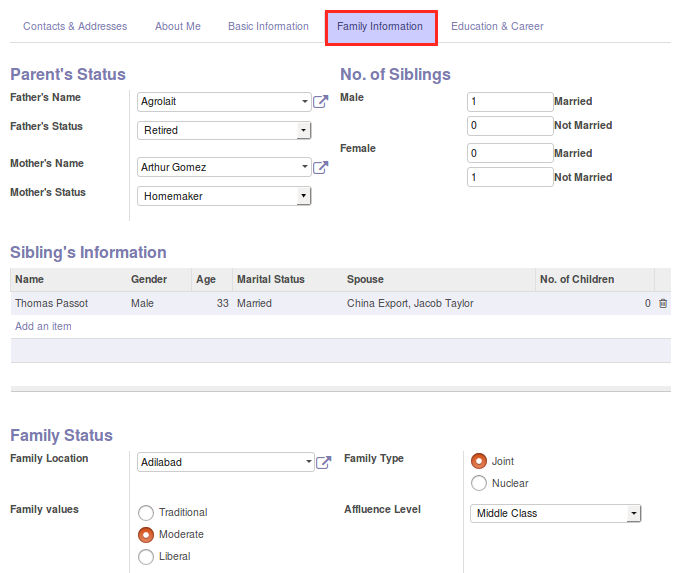 Contacts & Addresses About Me Basic Information Family Information Education & Career
Parent's Status
Father's Name Agrolait
Father's Status Retired
Mother's Name Arthur Gomez
Mother's Status Homemaker
No. of Siblings
Male 1 Married
0 Not Married
Female 0 Married
1 Not Married
Sibling's Information
Name Gender Age Marital Status Spouse No. of Children
Thomas Passot Male 33 Married China Export, Jacob Taylor 0
Add an item
Family Status
Family Location Adilabad
Family Type Joint
Nuclear
Family values Traditional
Moderate
Liberal
Affluence Level Middle Class